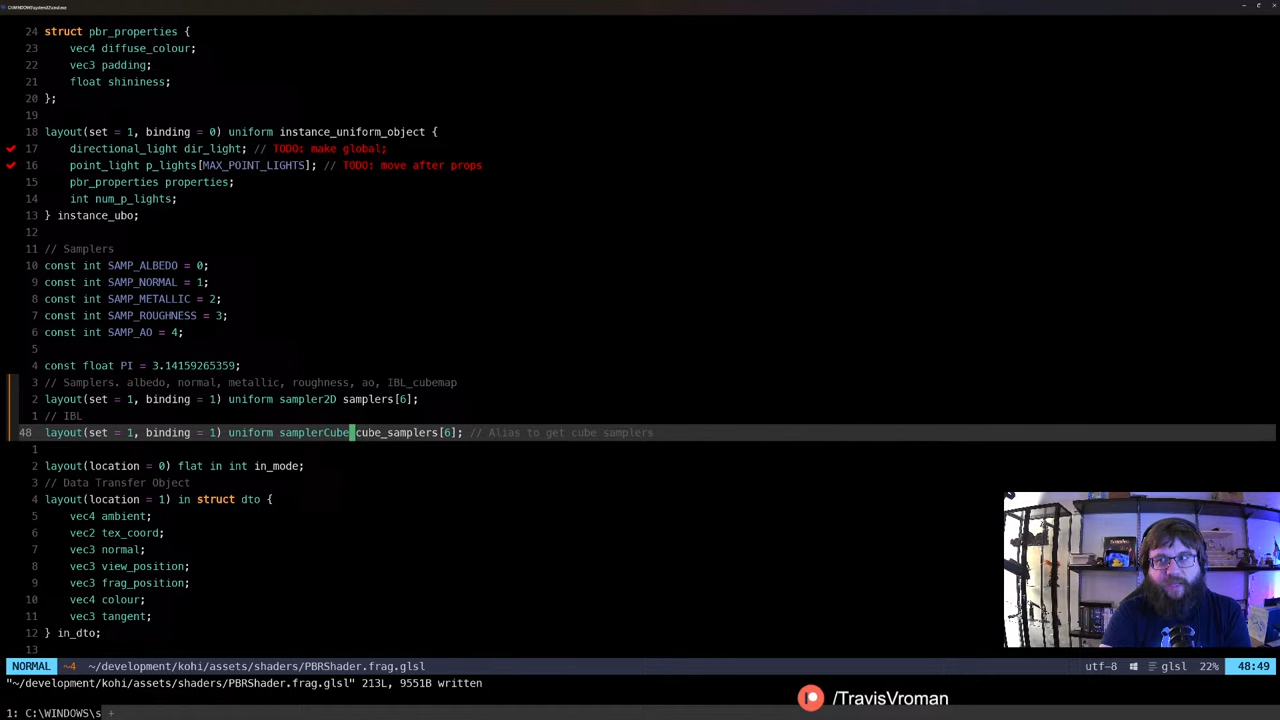 C:\WINDOWS\system32\cmd.exe
24 struct pbr_properties {
23 vec4 diffuse_colour;
22 vec3 padding;
21 float shininess;
20 };
19
18 layout(set = 1, binding = 0) uniform instance_uniform_object {
17 directional_light dir_light; // TODO: make global;
16 point_light p_lights[MAX_POINT_LIGHTS]; // TODO: move after props
15 pbr_properties properties;
14 int num_p_lights;
13 } instance_ubo;
12
11 // Samplers
10 const int SAMP_ALBEDO = 0;
9 const int SAMP_NORMAL = 1;
8 const int SAMP_METALLIC = 2;
7 const int SAMP_ROUGHNESS = 3;
6 const int SAMP_AO = 4;
5
4 const float PI = 3.14159265359;
3 // Samplers. albedo, normal, metallic, roughness, ao, IBL_cubemap
2 layout(set = 1, binding = 1) uniform sampler2D samplers[6];
1 // IBL
48 layout(set = 1, binding = 1) uniform samplerCube cube_samplers[6]; // Alias to get cube samplers
1
2 layout(location = 0) flat in int in_mode;
3 // Data Transfer Object
4 layout(location = 1) in struct dto {
5 vec4 ambient;
6 vec2 tex_coord;
7 vec3 normal;
8 vec3 view_position;
9 vec3 frag_position;
10 vec4 colour;
11 vec3 tangent;
12 } in_dto;
13
NORMAL ~4 ~/development/kohi/assets/shaders/PBRShader.frag.glsl utf-8 glsl 22% 48:49
"~/development/kohi/assets/shaders/PBRShader.frag.glsl" 213L, 9551B written
/TravisVroman
1: C:\WINDOWS\s +